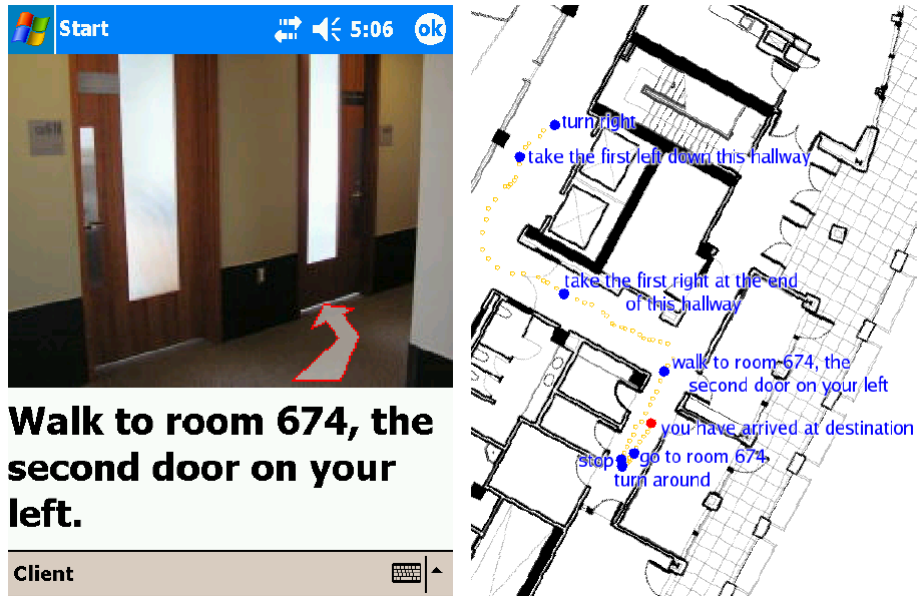 Start 5:06 ok
Walk to room 674, the
second door on your
left.
Client
turn right
take the first left down this hallway
take the first right at the end
of this hallway
walk to room 674, the
second door on your left
you have arrived at destination
stop
go to room 674
turn around